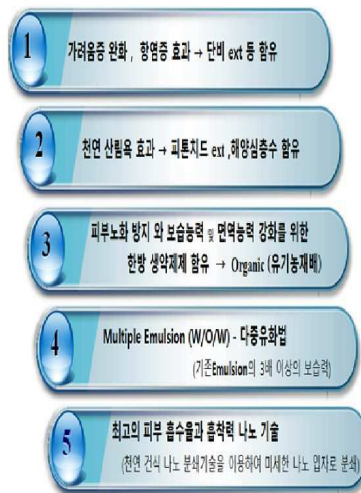 1
가려움증 완화 , 항염증 효과 → 단비 ext 등 함유
2
천연 산림욕 효과 → 피톤치드 ext ,해양심층수 함유
3
피부노화 방지 와 보습능력 및 면역능력 강화를 위한
한방 생약제제 함유 → Organic (유기농재배)
4
Multiple Emulsion (W/O/W) - 다중유화법
(기존Emulsion의 3배 이상의 보습력)
5
최고의 피부 흡수율과 흡착력 나노 기술
(천연 건식 나노 분쇄기술을 이용하여 미세한 나노 입자로 분쇄)